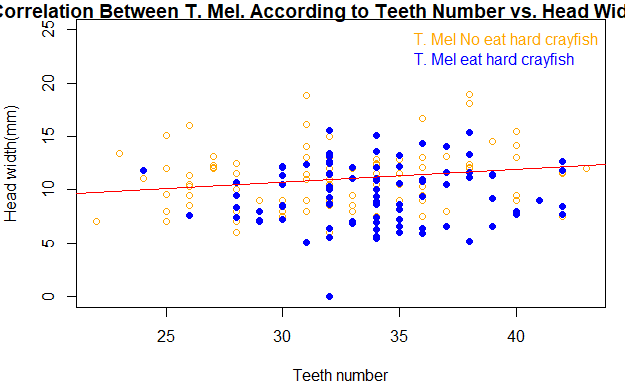 Correlation Between T. Mel. According to Teeth Number vs. Head Wid
T. Mel No eat hard crayfish
T. Mel eat hard crayfish
Head width(mm)
25
20
15
10
5
0
25 30 35 40
Teeth number